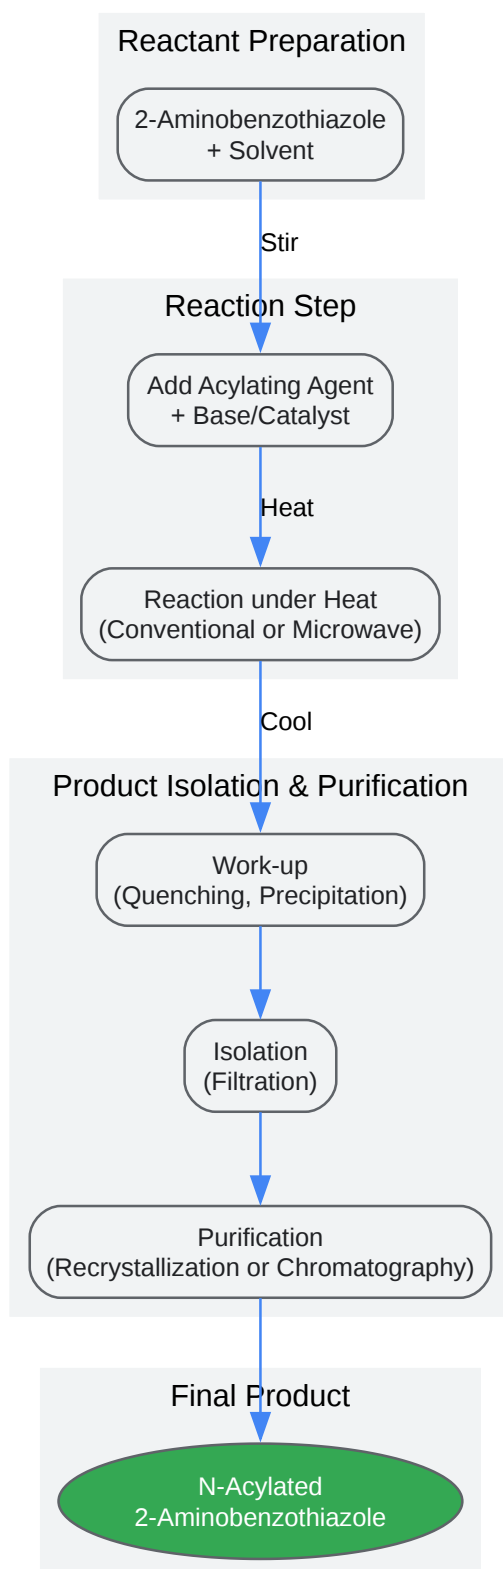 Reactant Preparation
2-Aminobenzothiazole
+ Solvent
Stir
Reaction Step
Add Acylating Agent
+ Base/Catalyst
Heat
Reaction under Heat
(Conventional or Microwave)
Cool
Product Isolation & Purification
Work-up
(Quenching, Precipitation)
Isolation
(Filtration)
Purification
(Recrystallization or Chromatography)
Final Product
N-Acylated
2-Aminobenzothiazole